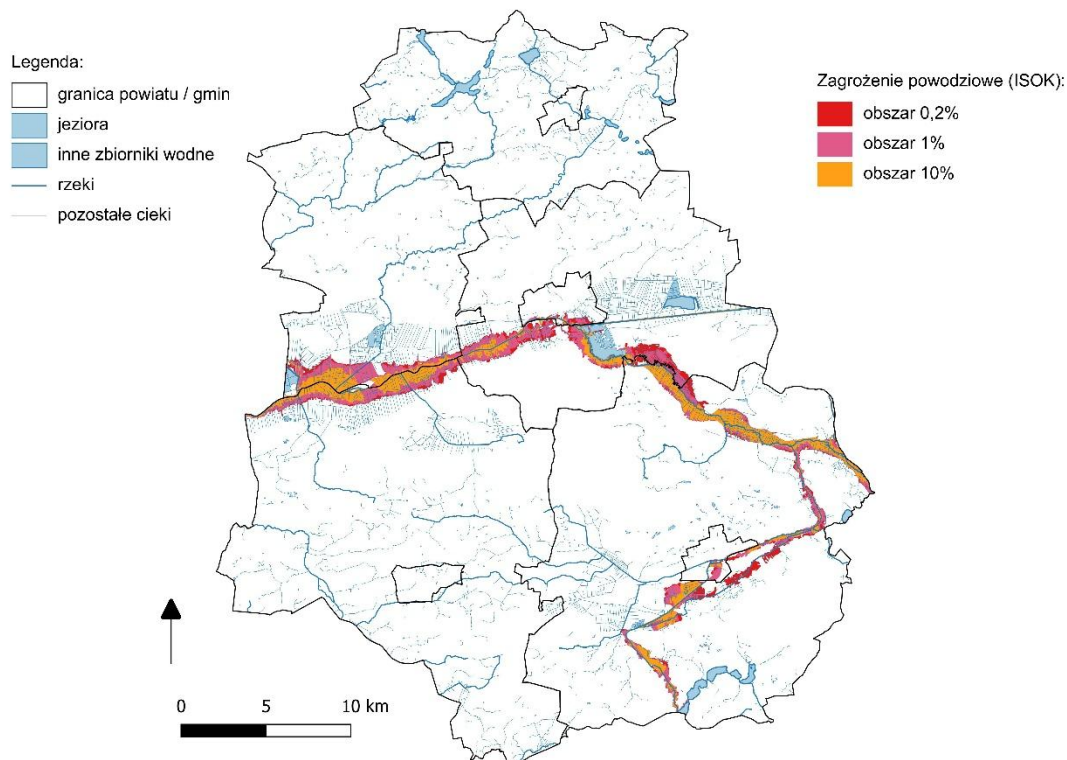 Legenda:
granica powiatu / gmin
jeziora
inne zbiorniki wodne
rzeki
pozostałe cieki
Zagrożenie powodziowe (ISOK):
obszar 0,2%
obszar 1%
obszar 10%
0 5 10 km